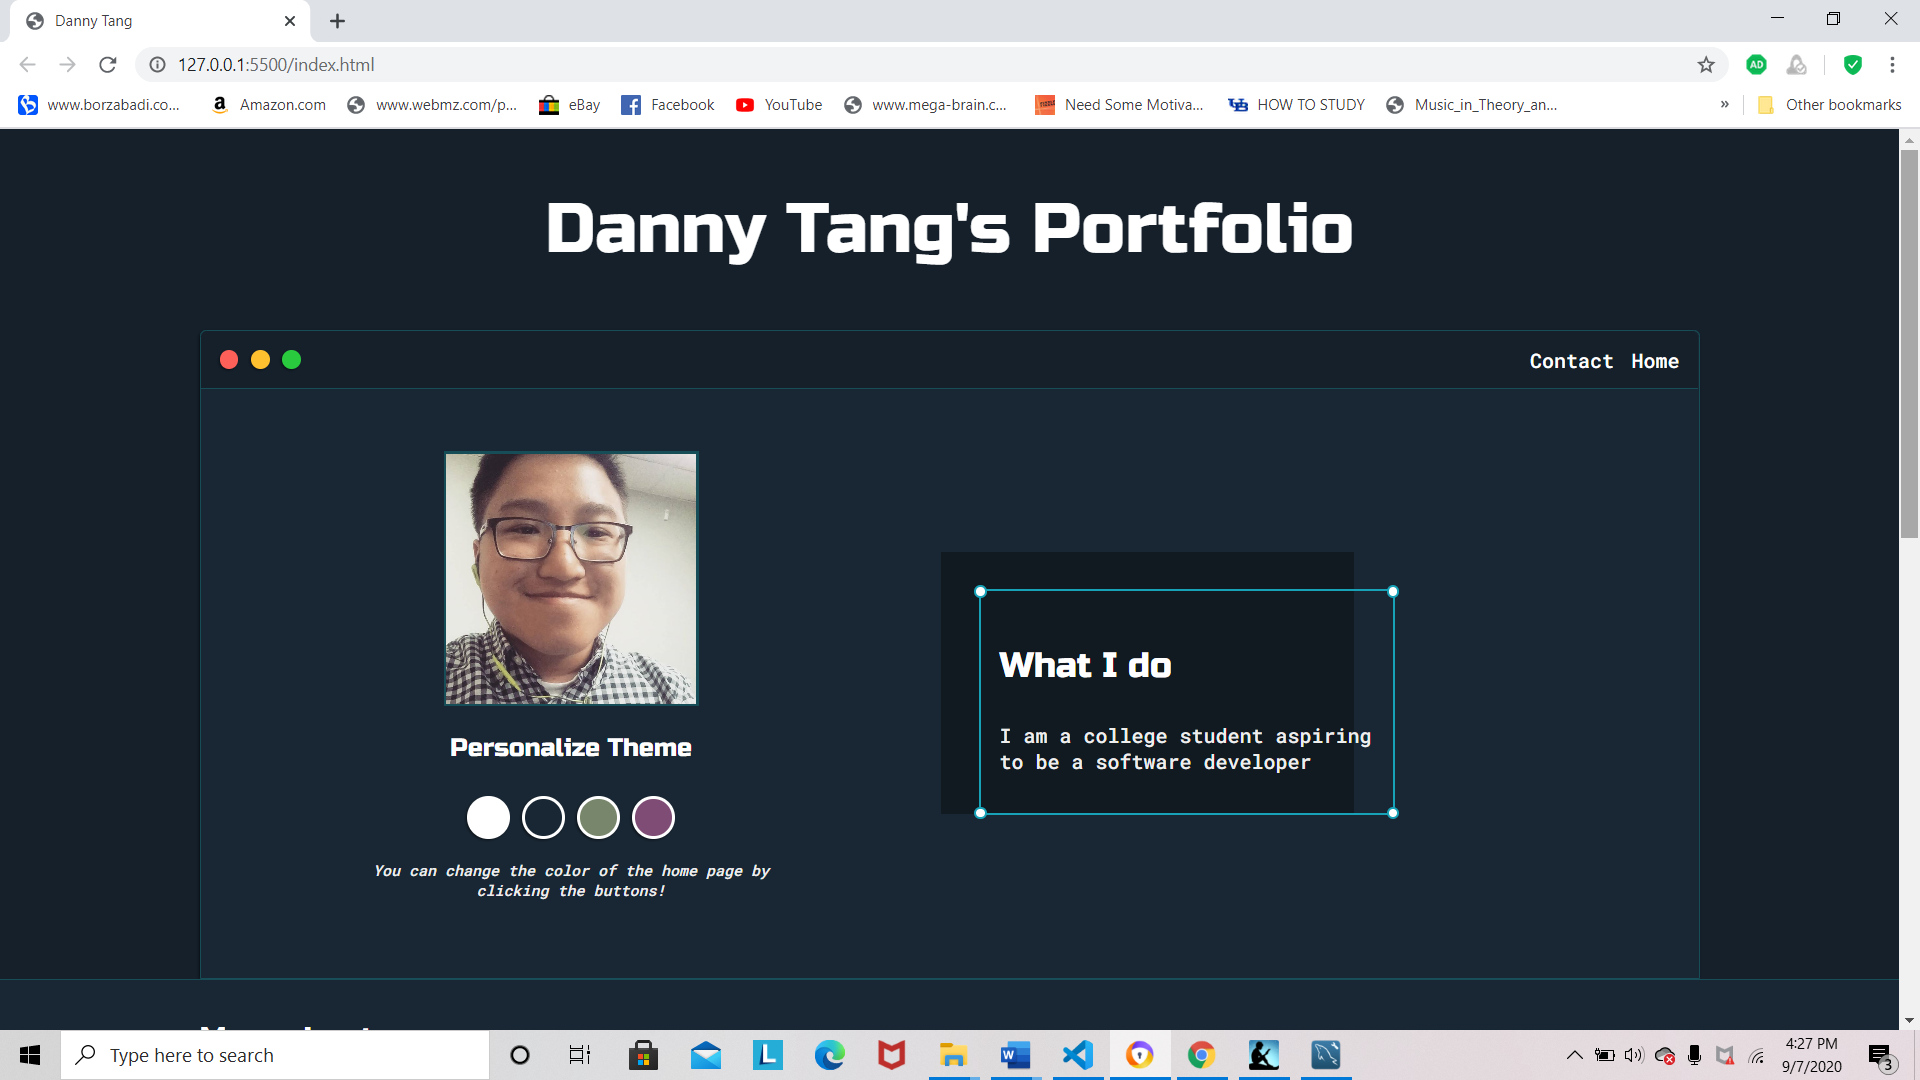 Danny Tang
127.0.0.1:5500/index.html
www.borzabadi.co...
Amazon.com
www.webmz.com/p...
eBay
Facebook
YouTube
www.mega-brain.c...
Need Some Motiva...
HOW TO STUDY
Music_in_Theory_an...
»
Other bookmarks
Danny Tang's Portfolio
Contact Home
What I do
I am a college student aspiring
to be a software developer
Personalize Theme
You can change the color of the home page by
clicking the buttons!
Type here to search
4:27 PM
9/7/2020
3